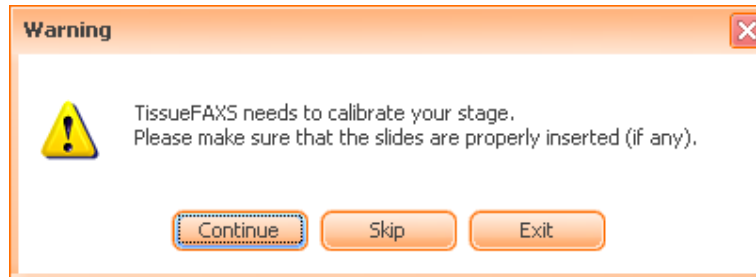 Warning
TissueFAXS needs to calibrate your stage.
Please make sure that the slides are properly inserted (if any).
Continue Skip Exit